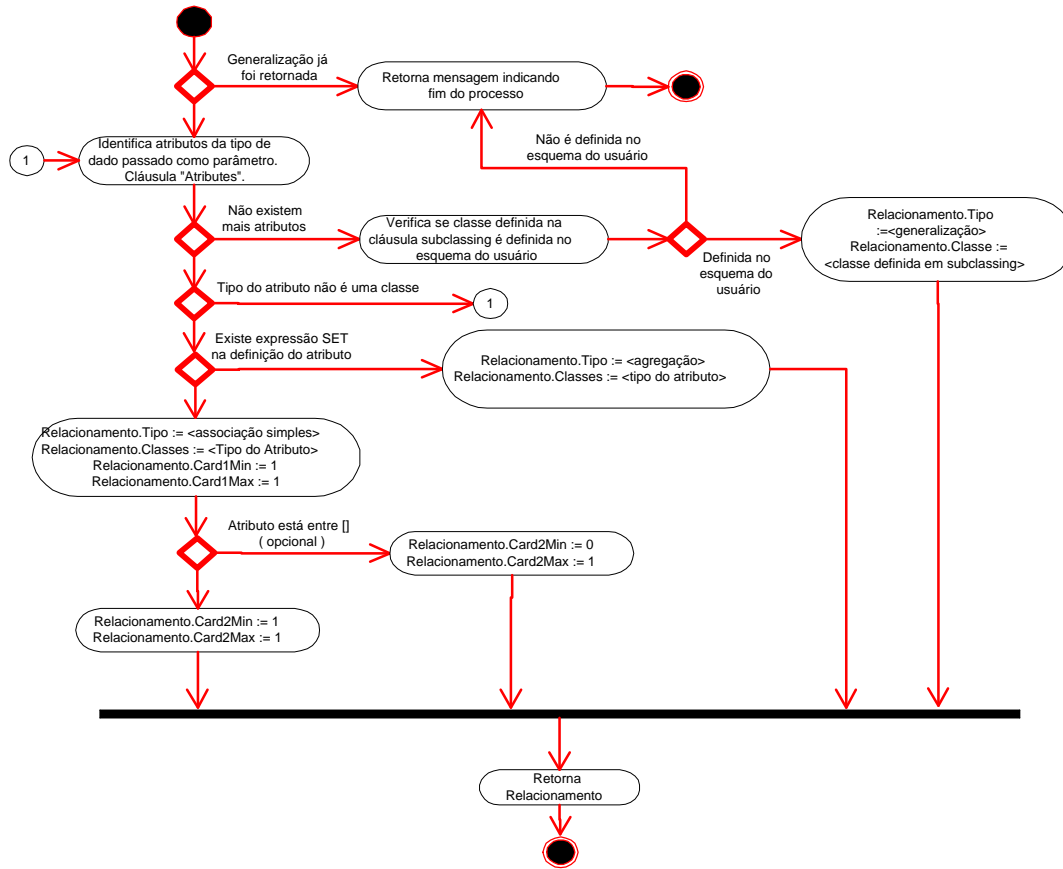 Generalização já
foi retornada
Retorna mensagem indicando
fim do processo
Identifica atributos da tipo de
dado passado como parâmetro.
Cláusula "Atributes".
1
Não é definida no
esquema do usuário
Não existem
mais atributos
Verifica se classe definida na
cláusula subclassing é definida no
esquema do usuário
Definida no
esquema do
usuário
Relacionamento.Tipo
:=<generalização>
Relacionamento.Classe :=
<classe definida em subclassing>
Tipo do atributo não é uma classe
1
Existe expressão SET
na definição do atributo
Relacionamento.Tipo := <agregação>
Relacionamento.Classes := <tipo do atributo>
Relacionamento.Tipo := <associação simples>
Relacionamento.Classes := <Tipo do Atributo>
Relacionamento.Card1Min := 1
Relacionamento.Card1Max := 1
Atributo está entre []
( opcional )
Relacionamento.Card2Min := 0
Relacionamento.Card2Max := 1
Relacionamento.Card2Min := 1
Relacionamento.Card2Max := 1
Retorna
Relacionamento